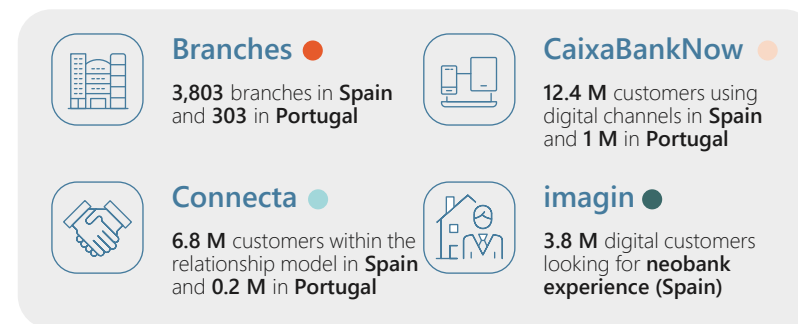 Branches
3,803 branches in Spain
and 303 in Portugal
CaixaBankNow
12.4 M customers using
digital channels in Spain
and 1 M in Portugal
Connecta
6.8 M customers within the
relationship model in Spain
and 0.2 M in Portugal
imagin
3.8 M digital customers
looking for neobank
experience (Spain)